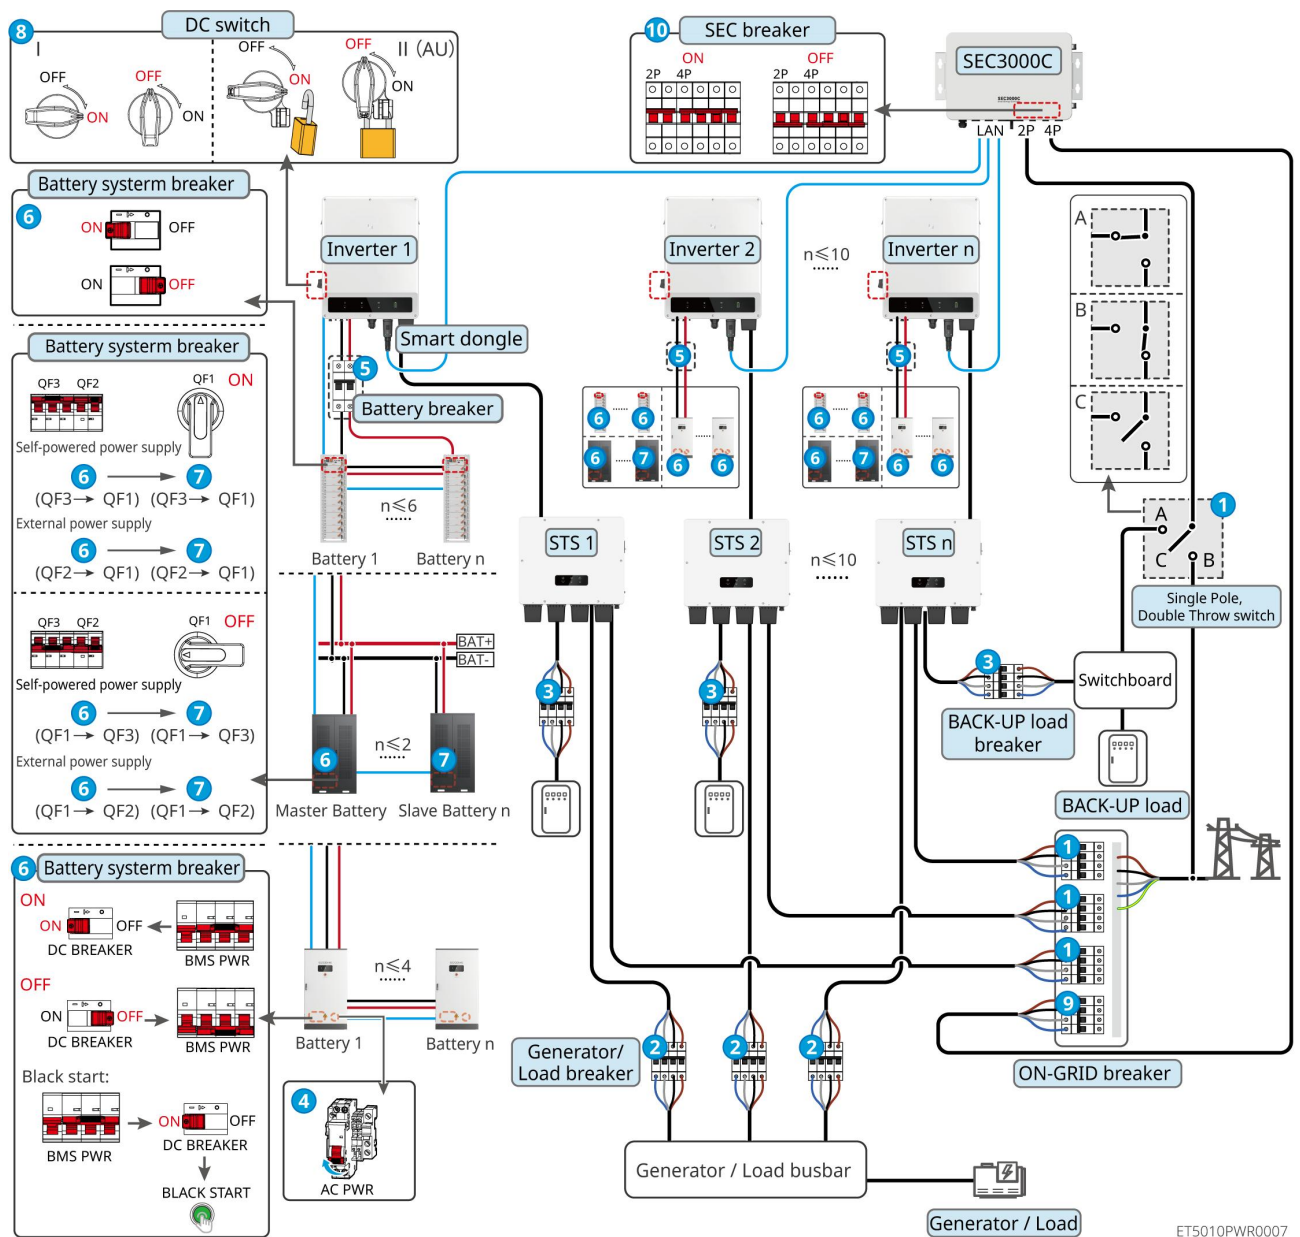 8
DC switch
I
OFF
ON
OFF
ON
OFF
ON
OFF
ON
II (AU)
10
SEC breaker
ON
2P 4P
OFF
2P 4P
SEC3000C
SEC3000C
LAN
2P
4P
Battery systerm breaker
6
ON
OFF
ON
OFF
Inverter 1
Inverter 2
n≤10
......
Inverter n
Smart dongle
5
Battery breaker
5
5
6
......
6
6
......
7
6
......
6
6
......
6
6
......
7
6
......
6
A
B
C
Battery systerm breaker
QF3 QF2
QF1
ON
Self-powered power supply
6
7
(QF3→ QF1) (QF3→ QF1)
External power supply
6
7
(QF2→ QF1) (QF2→ QF1)
QF3 QF2
QF1
OFF
Self-powered power supply
6
7
(QF1→ QF3) (QF1→ QF3)
External power supply
6
7
(QF1→ QF2) (QF1→ QF2)
n≤6
......
Battery 1
Battery n
STS 1
STS 2
n≤10
......
STS n
1
A
C
B
Single Pole,
Double Throw switch
BAT+
BAT-
6
n≤2
......
7
Master Battery
Slave Battery n
3
3
3
BACK-UP load
breaker
Switchboard
BACK-UP load
1
1
1
9
ON-GRID breaker
6
Battery systerm breaker
ON
ON
OFF
DC BREAKER
BMS PWR
OFF
ON
OFF
DC BREAKER
BMS PWR
Black start:
BMS PWR
ON
OFF
DC BREAKER
BLACK START
n≤4
......
Battery 1
Battery n
4
AC PWR
Generator/
Load breaker
2
2
2
Generator / Load busbar
Generator / Load
ET5010PWR0007